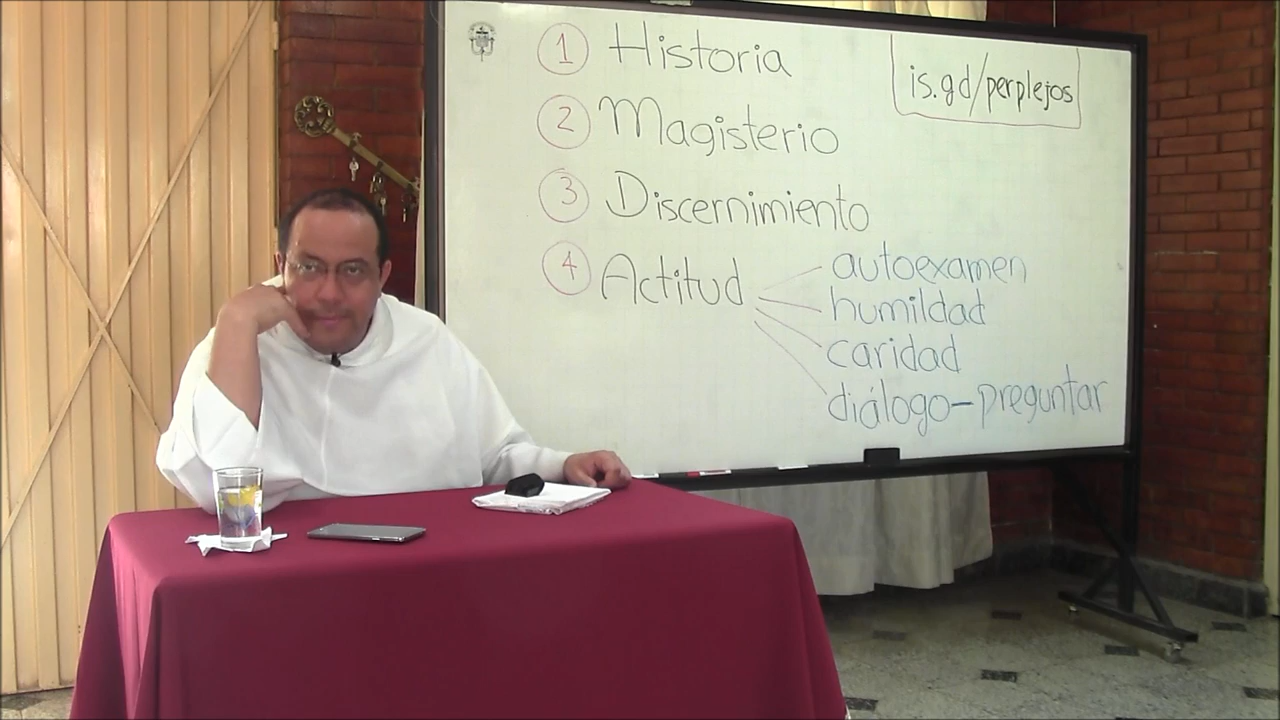 1 Historia
is.gd/perplejos
2 Magisterio
3 Discernimiento
4 Actitud
autoexamen
humildad
caridad
diálogo-preguntar